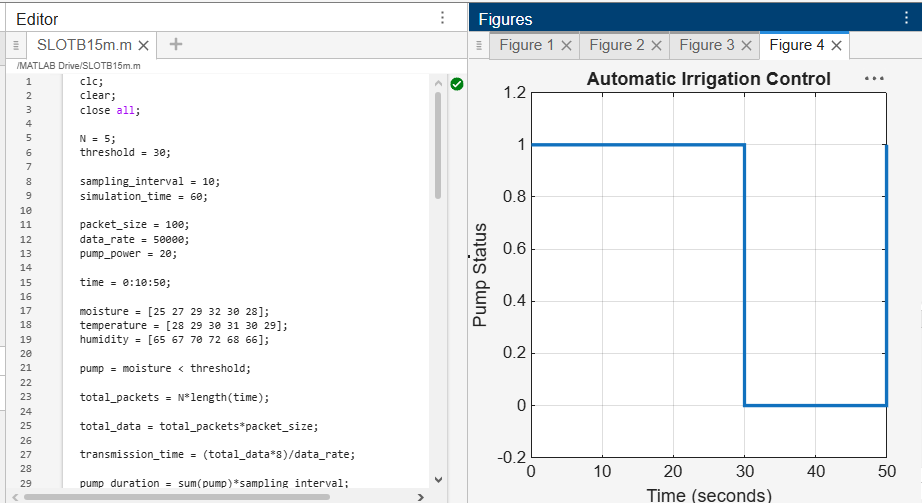 Editor
SLOTB15m.m
/MATLAB Drive/SLOTB15m.m
1 clc;
2 clear;
3 close all;
4
5 N = 5;
6 threshold = 30;
7
8 sampling_interval = 10;
9 simulation_time = 60;
10
11 packet_size = 100;
12 data_rate = 50000;
13 pump_power = 20;
14
15 time = 0:10:50;
16
17 moisture = [25 27 29 32 30 28];
18 temperature = [28 29 30 31 30 29];
19 humidity = [65 67 70 72 68 66];
20
21 pump = moisture < threshold;
22
23 total_packets = N*length(time);
24
25 total_data = total_packets*packet_size;
26
27 transmission_time = (total_data*8)/data_rate;
28
29 pump_duration = sum(pump)*sampling_interval;
Figures
Figure 1 Figure 2 Figure 3 Figure 4
Automatic Irrigation Control
1.2
1
0.8
0.6
0.4
0.2
0
-0.2
Pump Status
0 10 20 30 40 50
Time (seconds)